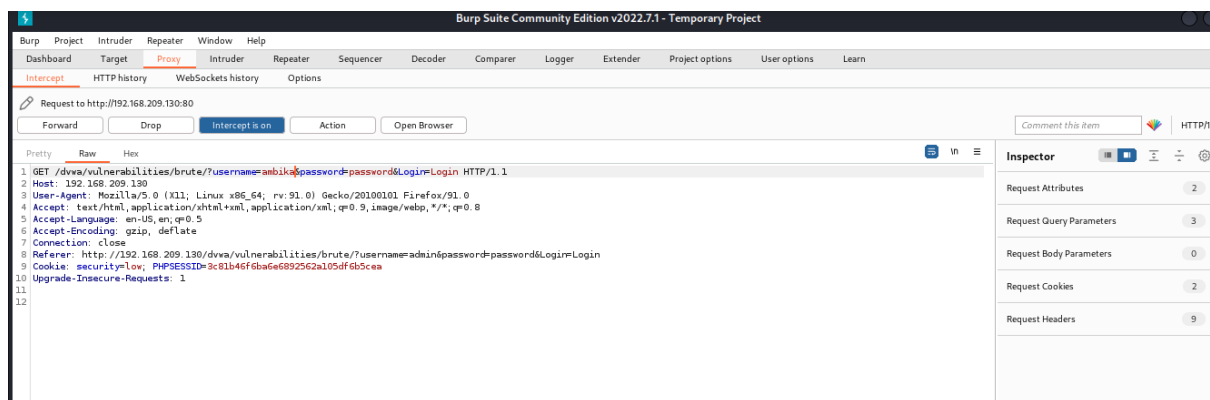 Burp Suite Community Edition v2022.7.1 - Temporary Project
Burp Project Intruder Repeater Window Help
Dashboard Target Proxy Intruder Repeater Sequencer Decoder Comparer Logger Extender Project options User options Learn
Intercept HTTP history WebSockets history Options
Request to http://192.168.209.130:80
Forward Drop Intercept is on Action Open Browser Comment this item HTTP/1
Pretty Raw Hex \n Inspector
1 GET /dvwa/vulnerabilities/brute/?username=ambika&password=password&Login=Login HTTP/1.1
2 Host: 192.168.209.130
3 User-Agent: Mozilla/5.0 (X11; Linux x86_64; rv:91.0) Gecko/20100101 Firefox/91.0
4 Accept: text/html,application/xhtml+xml,application/xml;q=0.9,image/webp,*/*;q=0.8
5 Accept-Language: en-US,en;q=0.5
6 Accept-Encoding: gzip, deflate
7 Connection: close
8 Referer: http://192.168.209.130/dvwa/vulnerabilities/brute/?username=admin&password=password&Login=Login
9 Cookie: security=low; PHPSESSID=3c81b46f6ba6e6892562a105df6b5cea
10 Upgrade-Insecure-Requests: 1
11
12
Request Attributes 2
Request Query Parameters 3
Request Body Parameters 0
Request Cookies 2
Request Headers 9